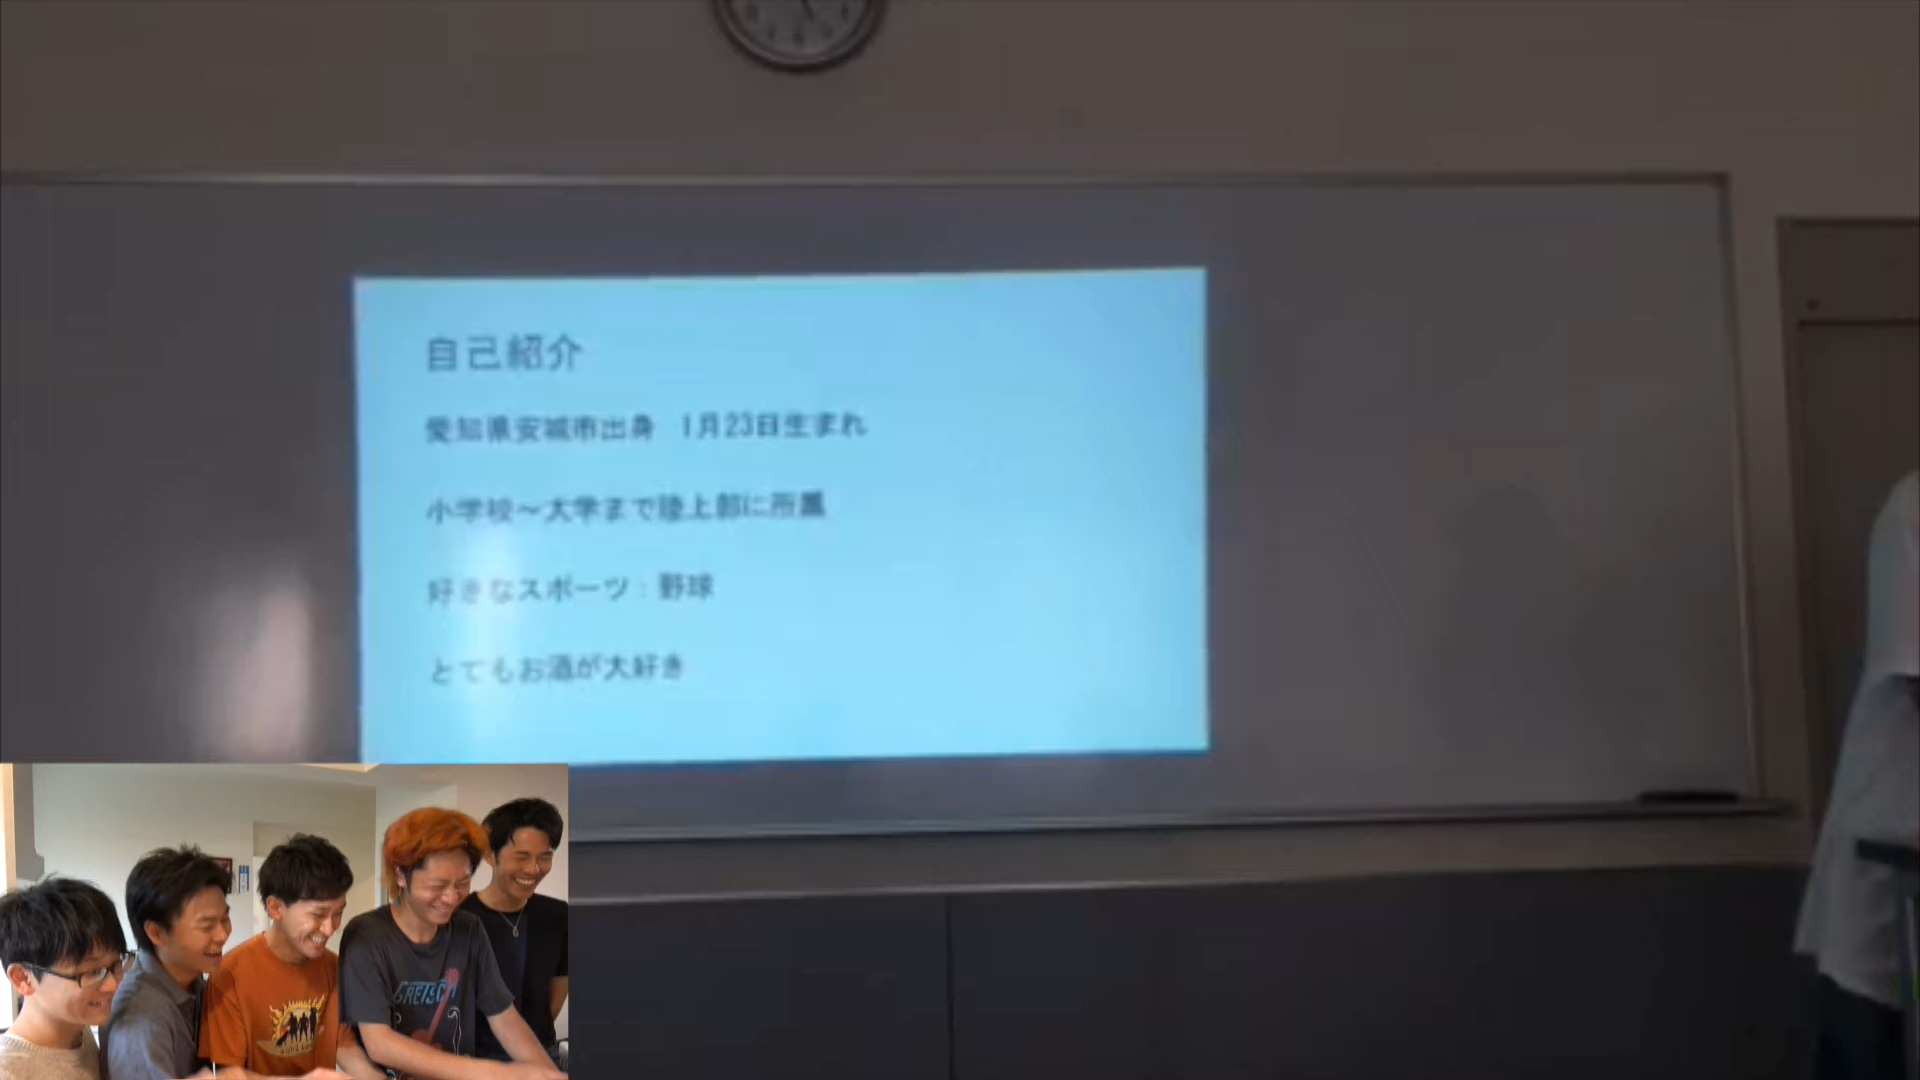 自己紹介
愛知県安城市出身 1月23日生まれ
小学校～大学まで陸上部に所属
好きなスポーツ：野球
とてもお酒が大好き
GRETSCH